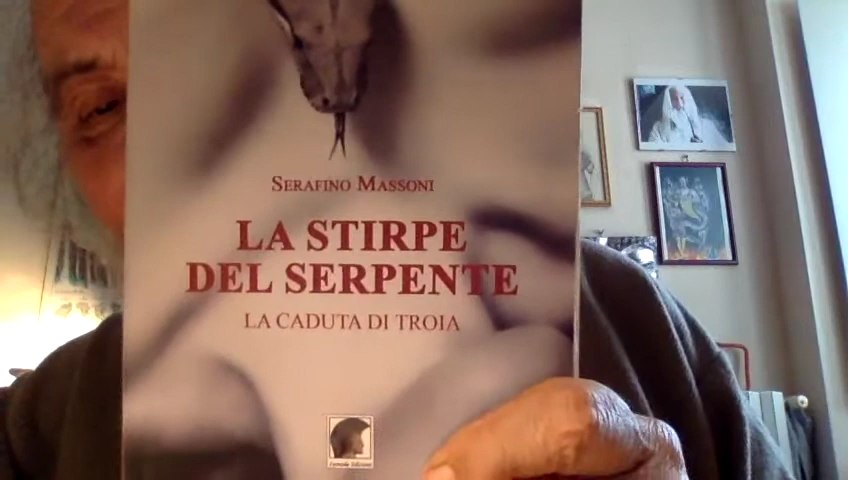 SERAFINO MASSONI
LA STIRPE
DEL SERPENTE
LA CADUTA DI TROIA